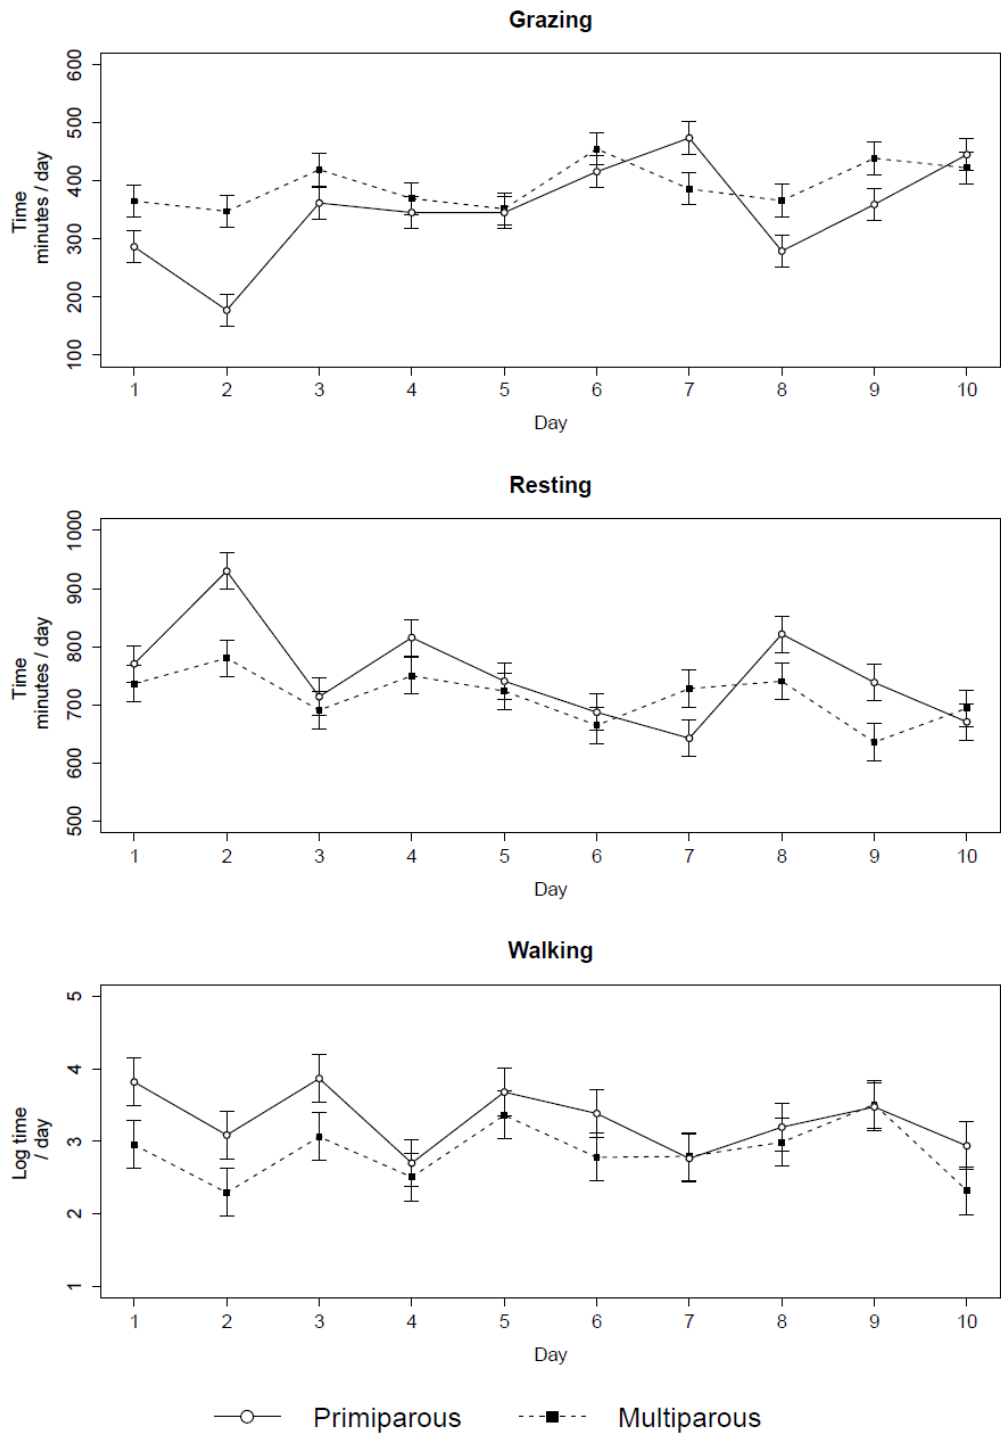 Grazing
600
500
400
300
200
100
Time
minutes / day
1 2 3 4 5 6 7 8 9 10
Day
Resting
1000
900
800
700
600
500
Time
minutes / day
1 2 3 4 5 6 7 8 9 10
Day
Walking
5
4
3
2
1
Log time
/ day
1 2 3 4 5 6 7 8 9 10
Day
Primiparous Multiparous